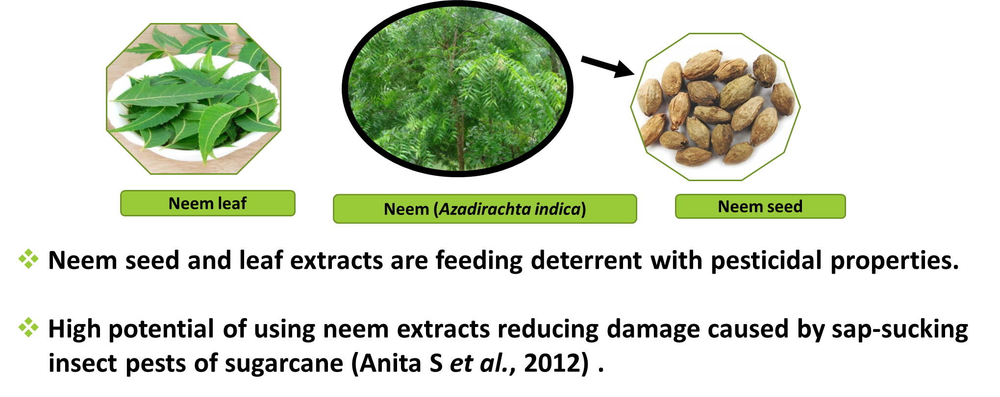 Neem leaf
Neem (Azadirachta indica)
Neem seed
Neem seed and leaf extracts are feeding deterrent with pesticidal properties.
High potential of using neem extracts reducing damage caused by sap-sucking
insect pests of sugarcane (Anita S et al., 2012) .